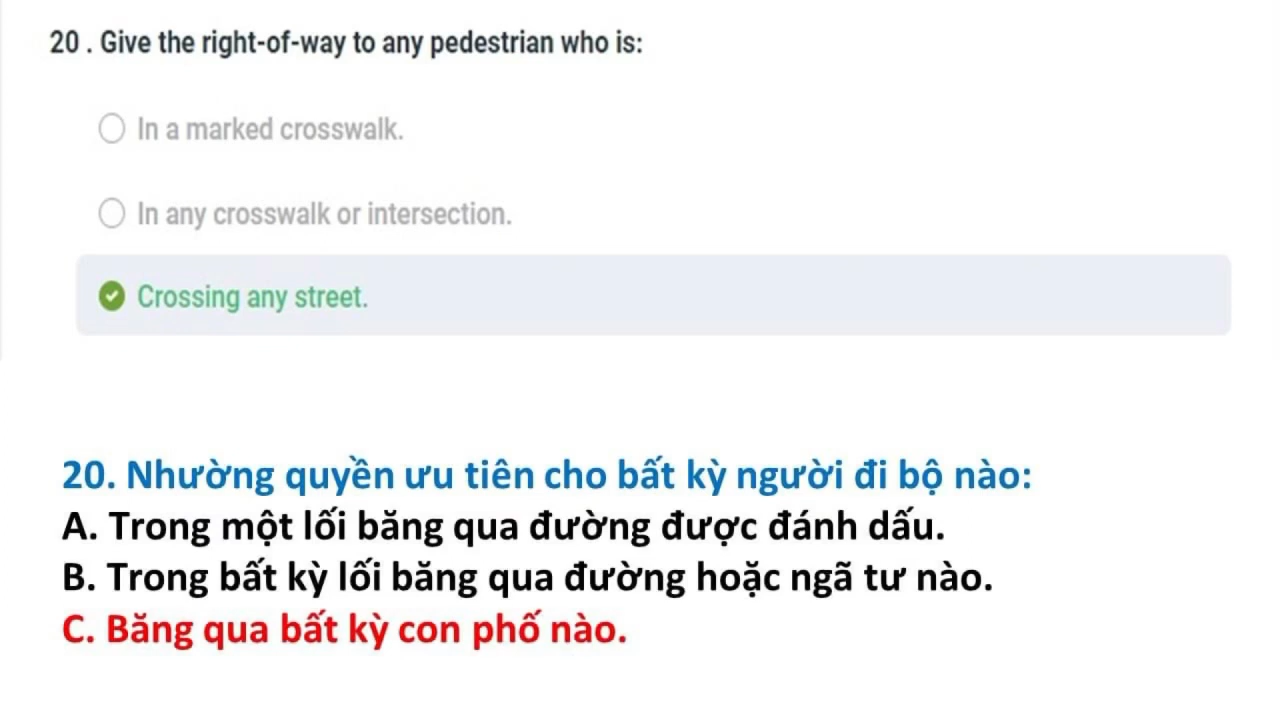 20 . Give the right-of-way to any pedestrian who is:
In a marked crosswalk.
In any crosswalk or intersection.
Crossing any street.
20. Nhường quyền ưu tiên cho bất kỳ người đi bộ nào:
A. Trong một lối băng qua đường được đánh dấu.
B. Trong bất kỳ lối băng qua đường hoặc ngã tư nào.
C. Băng qua bất kỳ con phố nào.